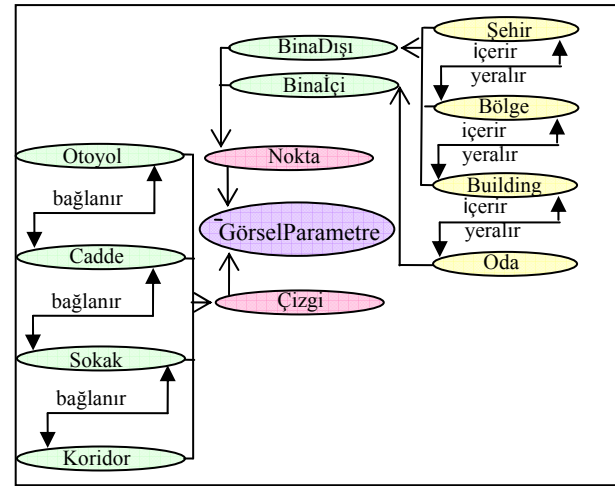 BinaDışı
Binaİçi
Nokta
GörselParametre
Çizgi
Otoyol
bağlanır
Cadde
bağlanır
Sokak
bağlanır
Koridor
Şehir
içerir
yeralır
Bölge
içerir
yeralır
Building
içerir
yeralır
Oda